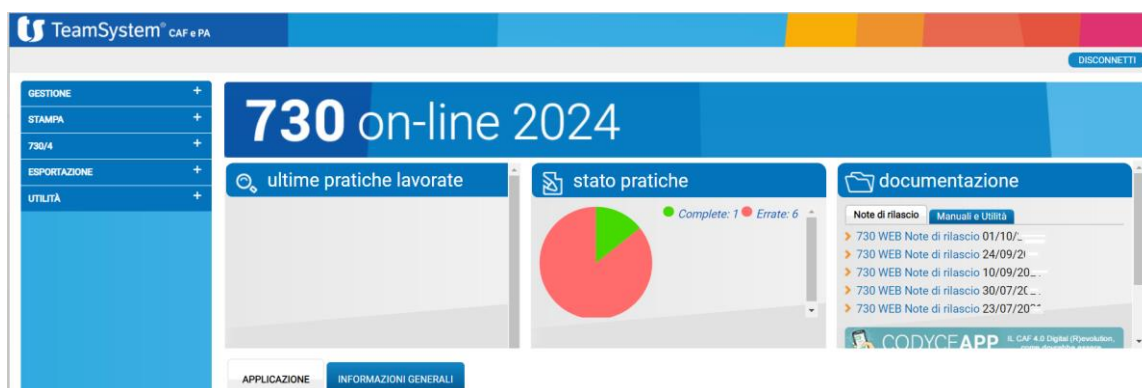 TeamSystem® CAF e PA
DISCONNETTI
GESTIONE +
STAMPA +
730/4 +
ESPORTAZIONE +
UTILITÀ +
730 on-line 2024
ultime pratiche lavorate
stato pratiche
Complete: 1 Errate: 6
documentazione
Note di rilascio Manuali e Utilità
730 WEB Note di rilascio 01/10/
730 WEB Note di rilascio 24/09/
730 WEB Note di rilascio 10/09/
730 WEB Note di rilascio 30/07/
730 WEB Note di rilascio 23/07/
CODYCEAPP IL CAF 4.0 Digital (R)evolution,
come dovrebbe essere
APPLICAZIONE INFORMAZIONI GENERALI